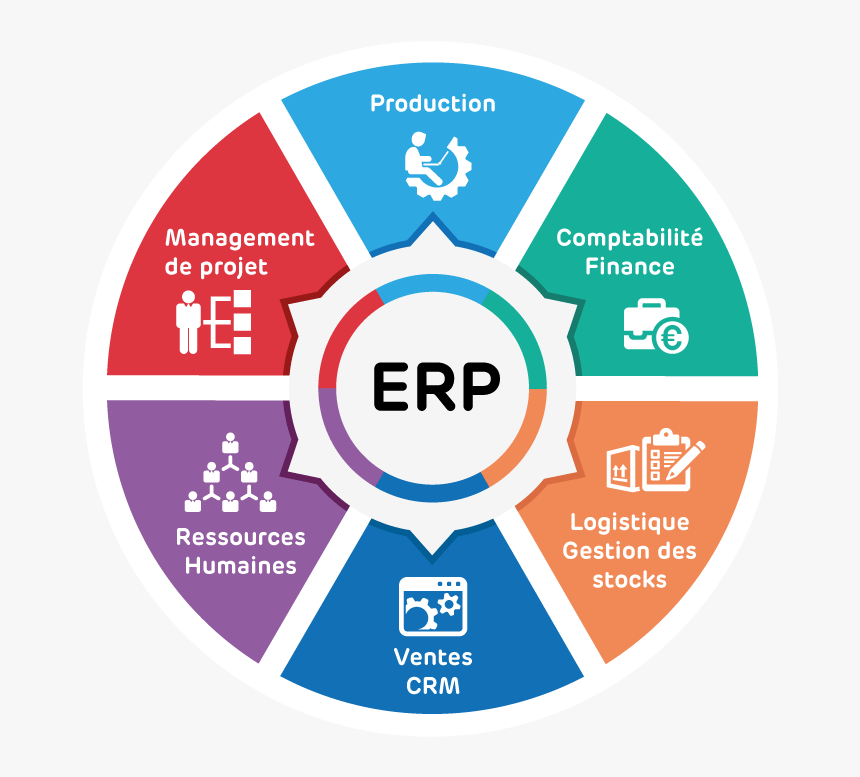 Production
Comptabilité
Finance
Logistique
Gestion des
stocks
Ventes
CRM
Ressources
Humaines
Management
de projet
ERP
€